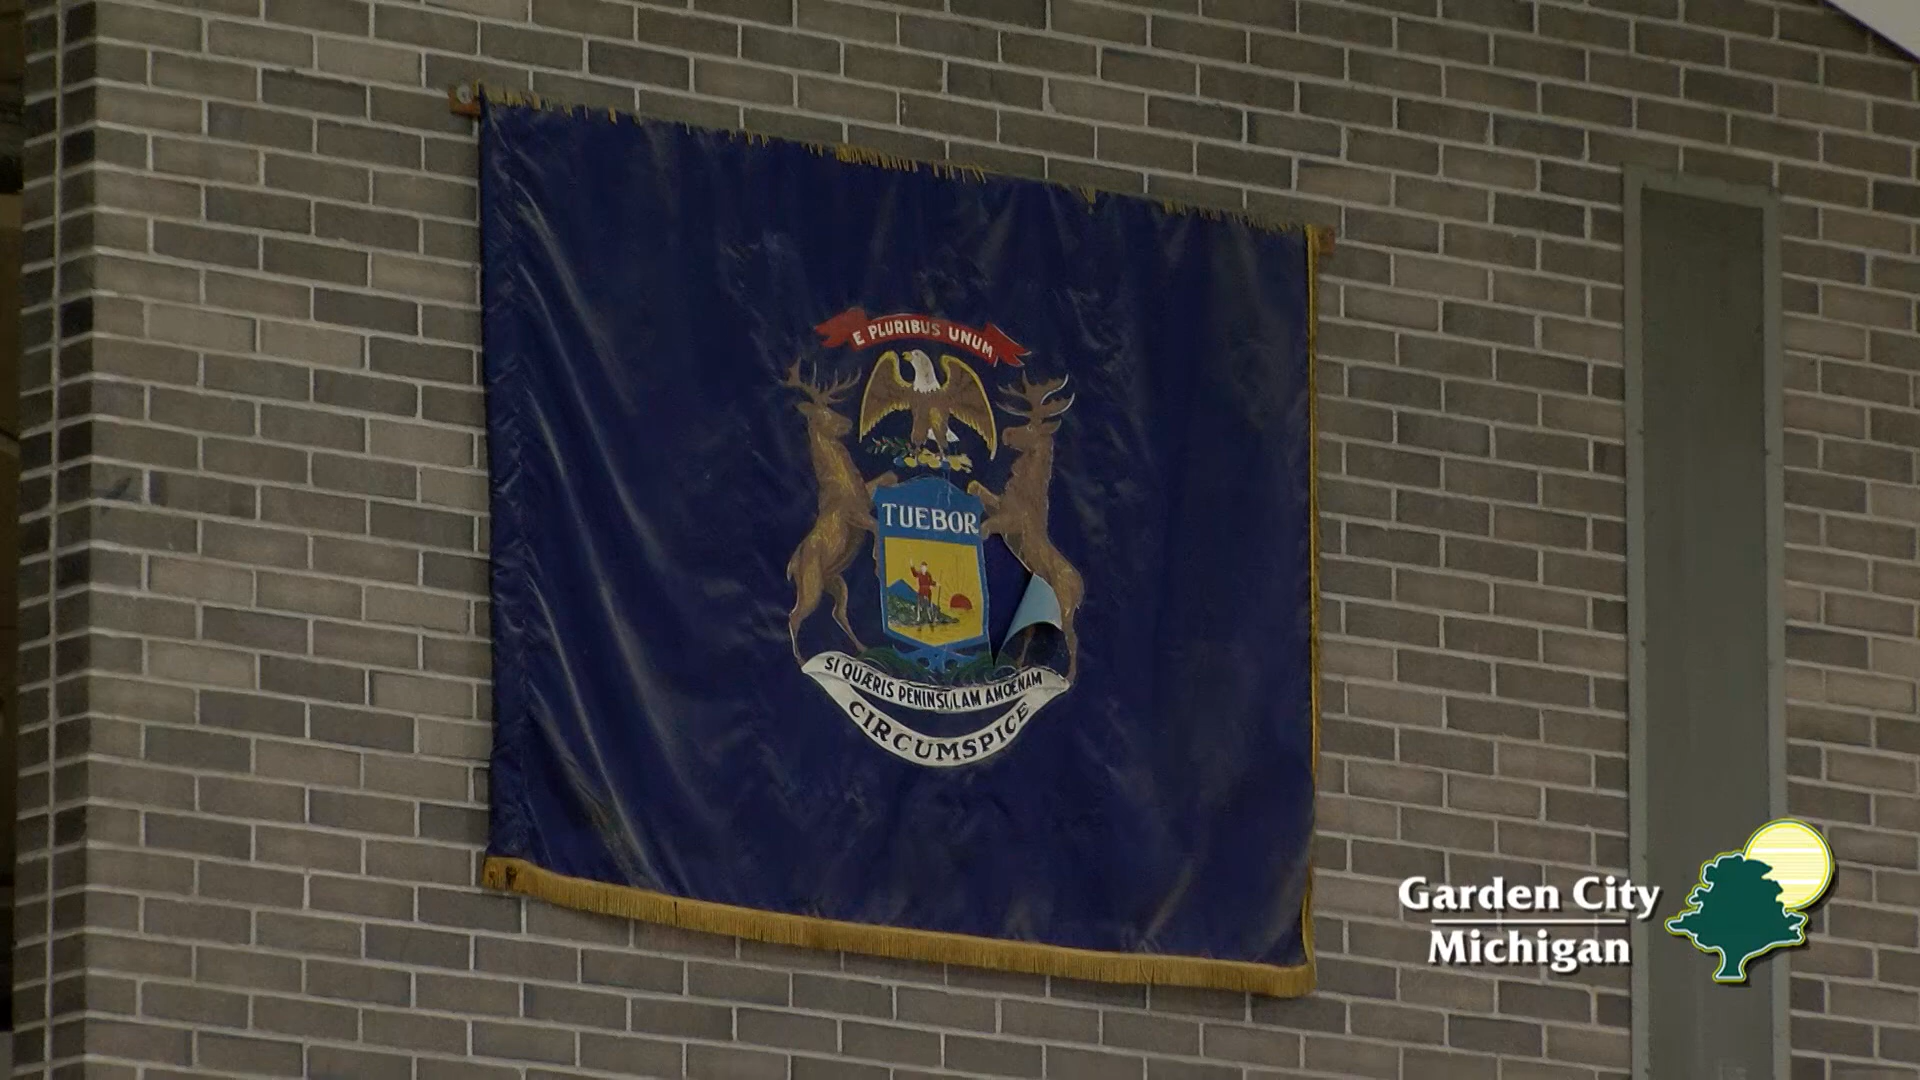 E PLURIBUS UNUM
TUEBOR
SI QUÆRIS PENINSULAM AMOENAM
CIRCUMSPICE
Garden City
Michigan